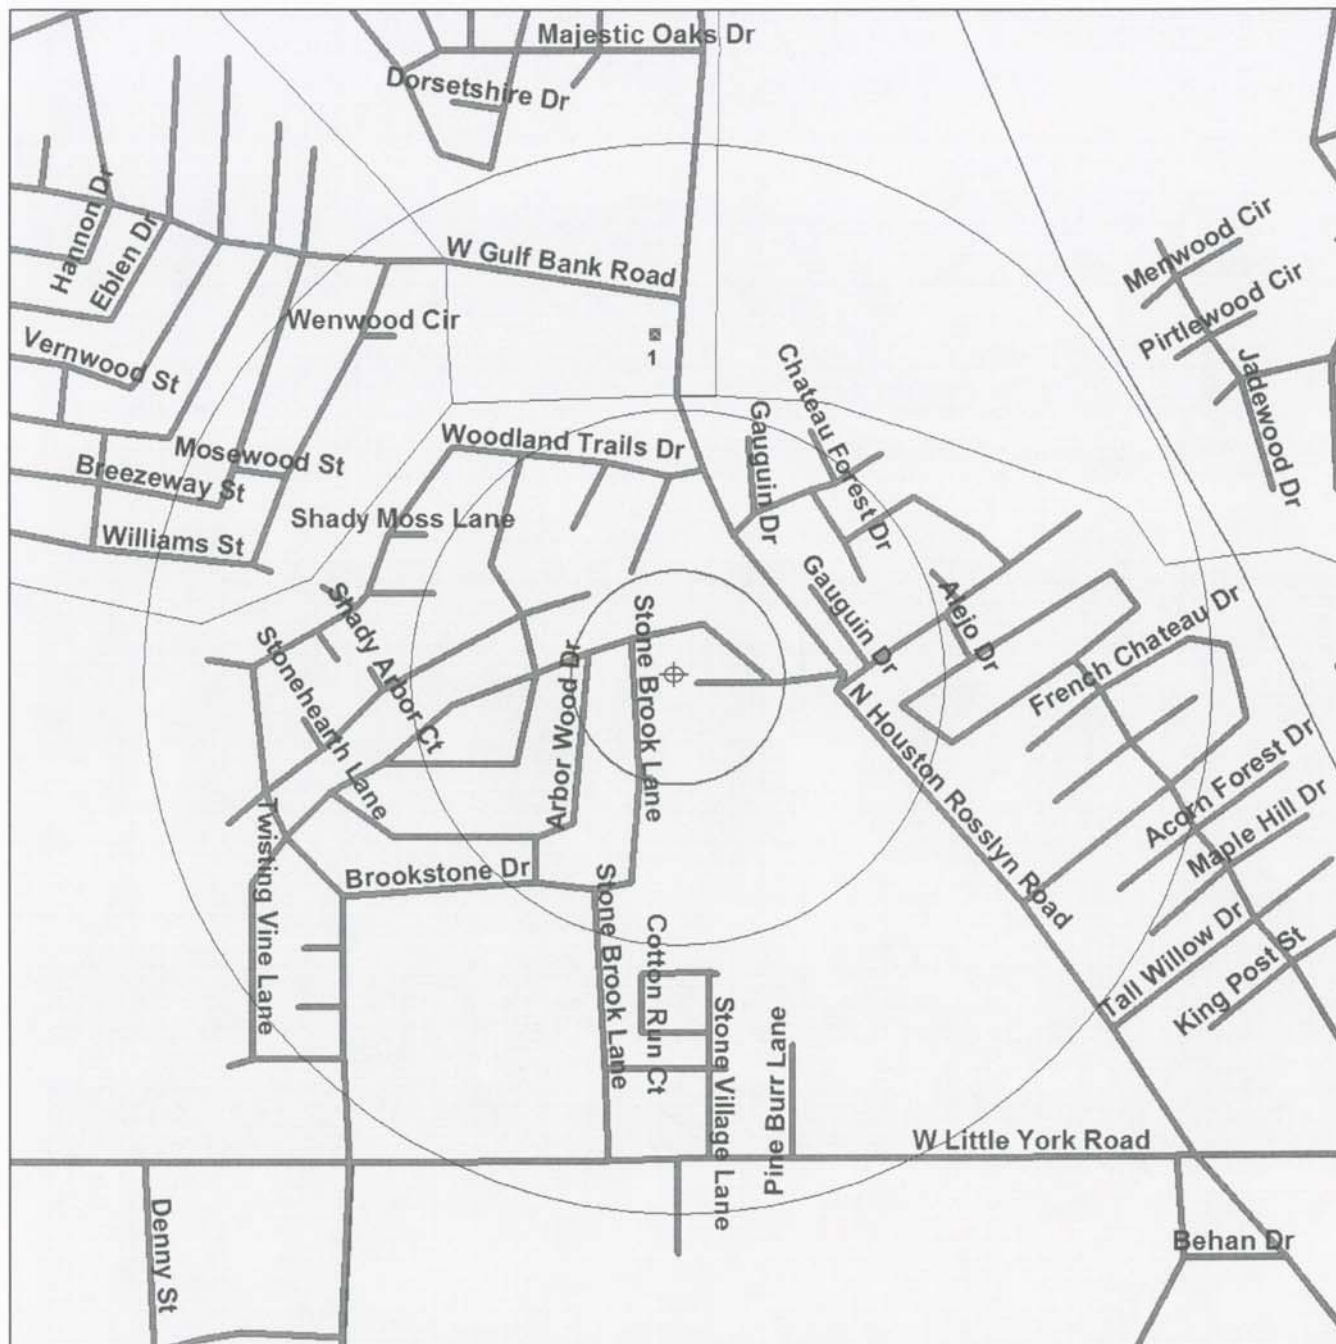 Majestic Oaks Dr
Dorsetshire Dr
Hannon Dr
Eblen Dr
W Gulf Bank Road
Menwood Cir
Pirtlewood Cir
Jadewood Dr
Wenwood Cir
1
Vernwood St
Chateau Forest Dr
Gauguin Dr
Woodland Trails Dr
Mosewood St
Breezeway St
Shady Moss Lane
Williams St
Gauguin Dr
Alejo Dr
Shady Arbor Ct
Stone Brook Lane
Stonehearth Lane
Arbor Wood Dr
French Chateau Dr
N Houston Rosslyn Road
Acorn Forest Dr
Maple Hill Dr
Twisting Vine Lane
Brookstone Dr
Stone Brook Lane
Cotton Run Ct
Tall Willow Dr
King Post St
Stone Village Lane
Pine Burr Lane
W Little York Road
Denny St
Behan Dr